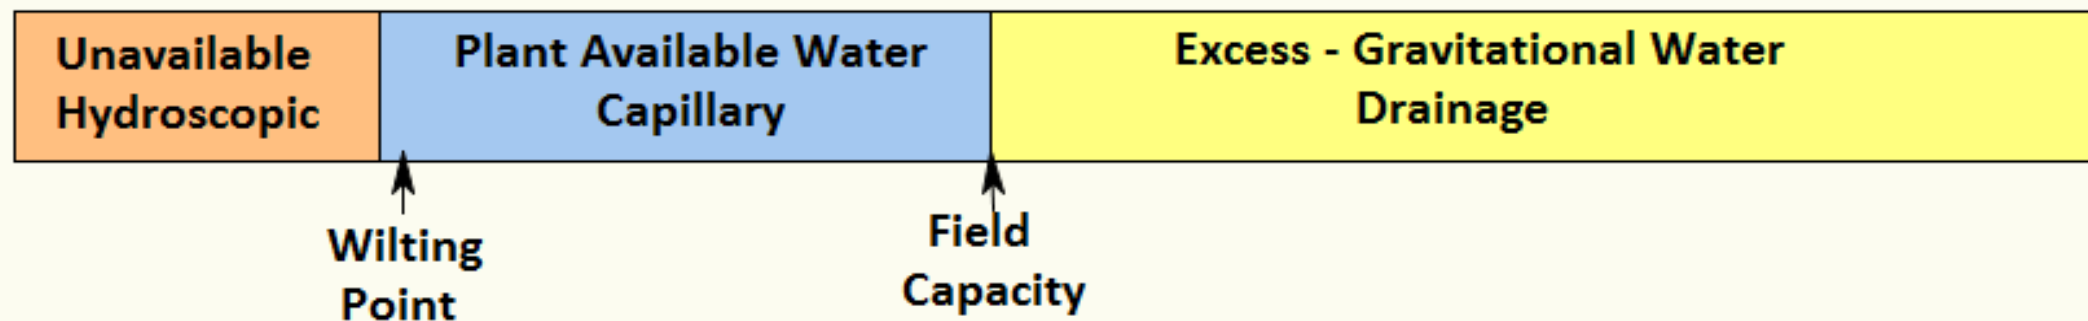 Unavailable
Hydroscopic
Plant Available Water
Capillary
Excess - Gravitational Water
Drainage
Wilting
Point
Field
Capacity